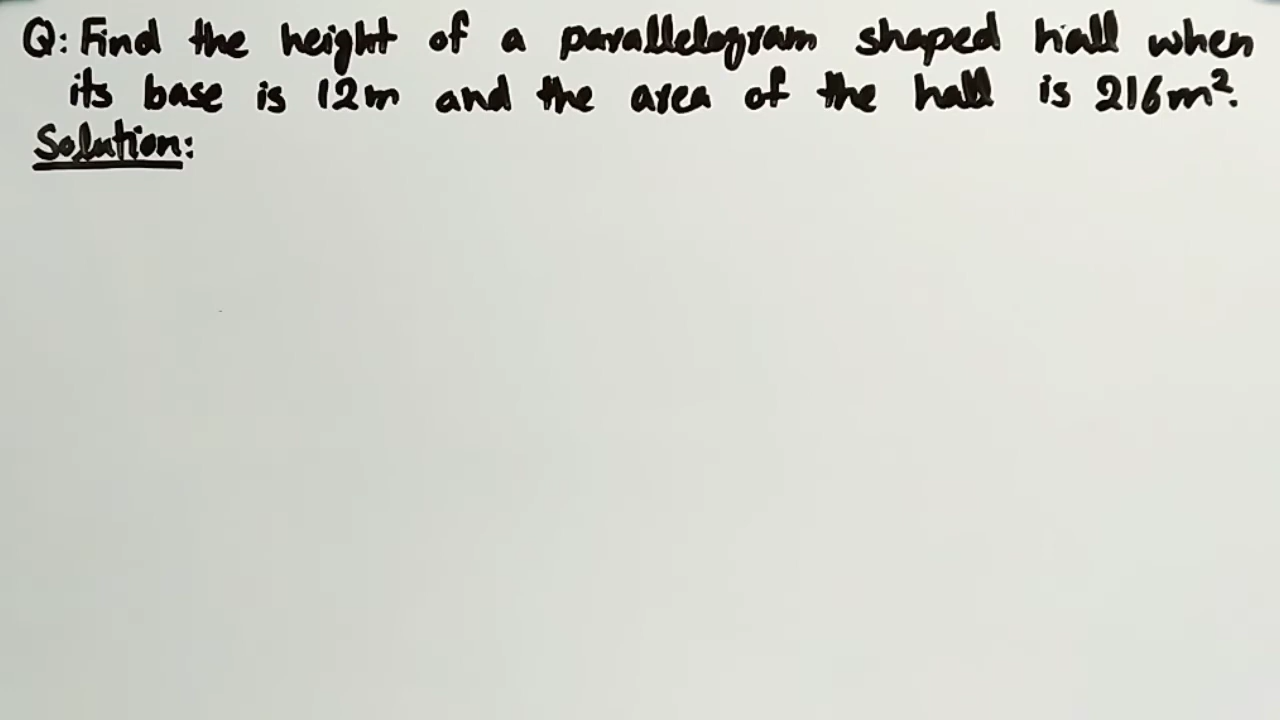 Q: Find the height of a parallelogram shaped hall when
its base is 12m and the area of the hall is 216m².
Solution: